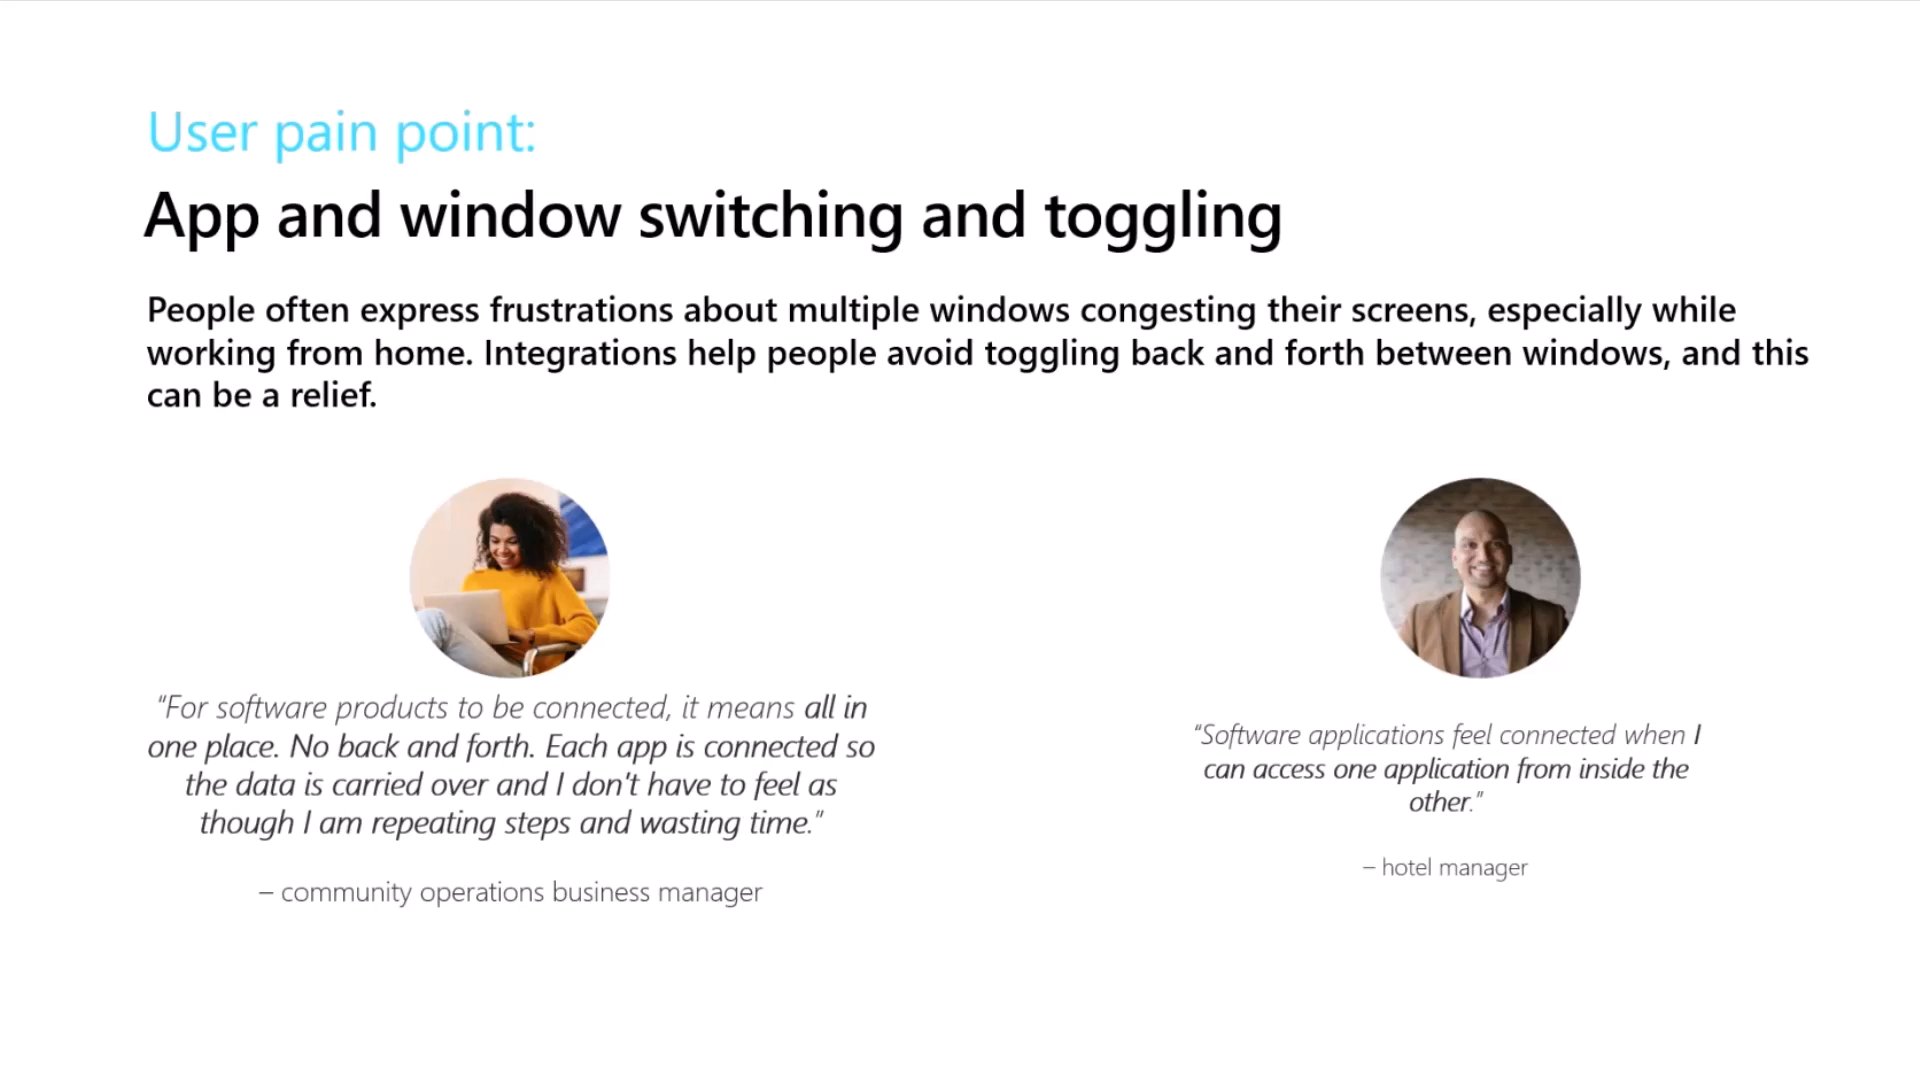 User pain point:
App and window switching and toggling
People often express frustrations about multiple windows congesting their screens, especially while
working from home. Integrations help people avoid toggling back and forth between windows, and this
can be a relief.
“For software products to be connected, it means all in
one place. No back and forth. Each app is connected so
the data is carried over and I don't have to feel as
though I am repeating steps and wasting time.”
– community operations business manager
“Software applications feel connected when I
can access one application from inside the
other.”
– hotel manager